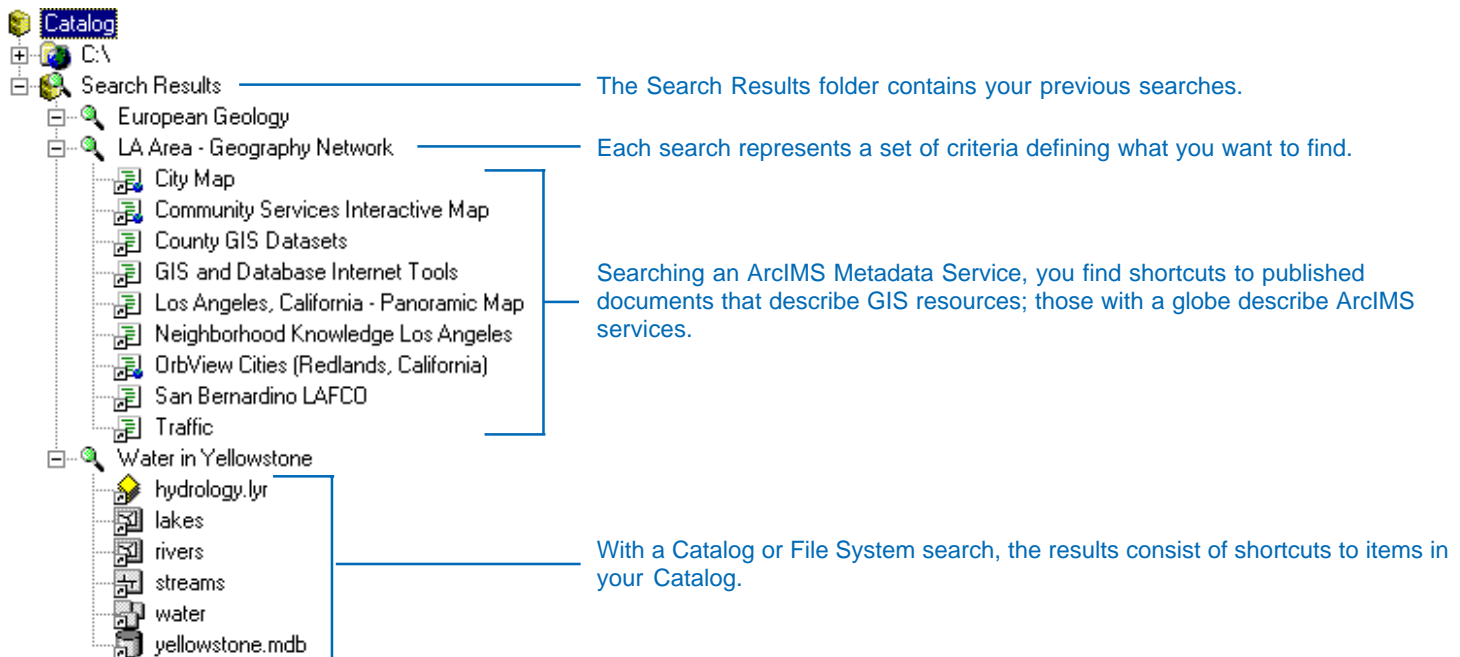 Catalog
C:\
Search Results
The Search Results folder contains your previous searches.
European Geology
LA Area - Geography Network
Each search represents a set of criteria defining what you want to find.
City Map
Community Services Interactive Map
County GIS Datasets
GIS and Database Internet Tools
Los Angeles, California - Panoramic Map
Neighborhood Knowledge Los Angeles
OrbView Cities (Redlands, California)
San Bernardino LAFCO
Traffic
Searching an ArcIMS Metadata Service, you find shortcuts to published
documents that describe GIS resources; those with a globe describe ArcIMS
services.
Water in Yellowstone
hydrology.lyr
lakes
rivers
streams
water
yellowstone.mdb
With a Catalog or File System search, the results consist of shortcuts to items in
your Catalog.